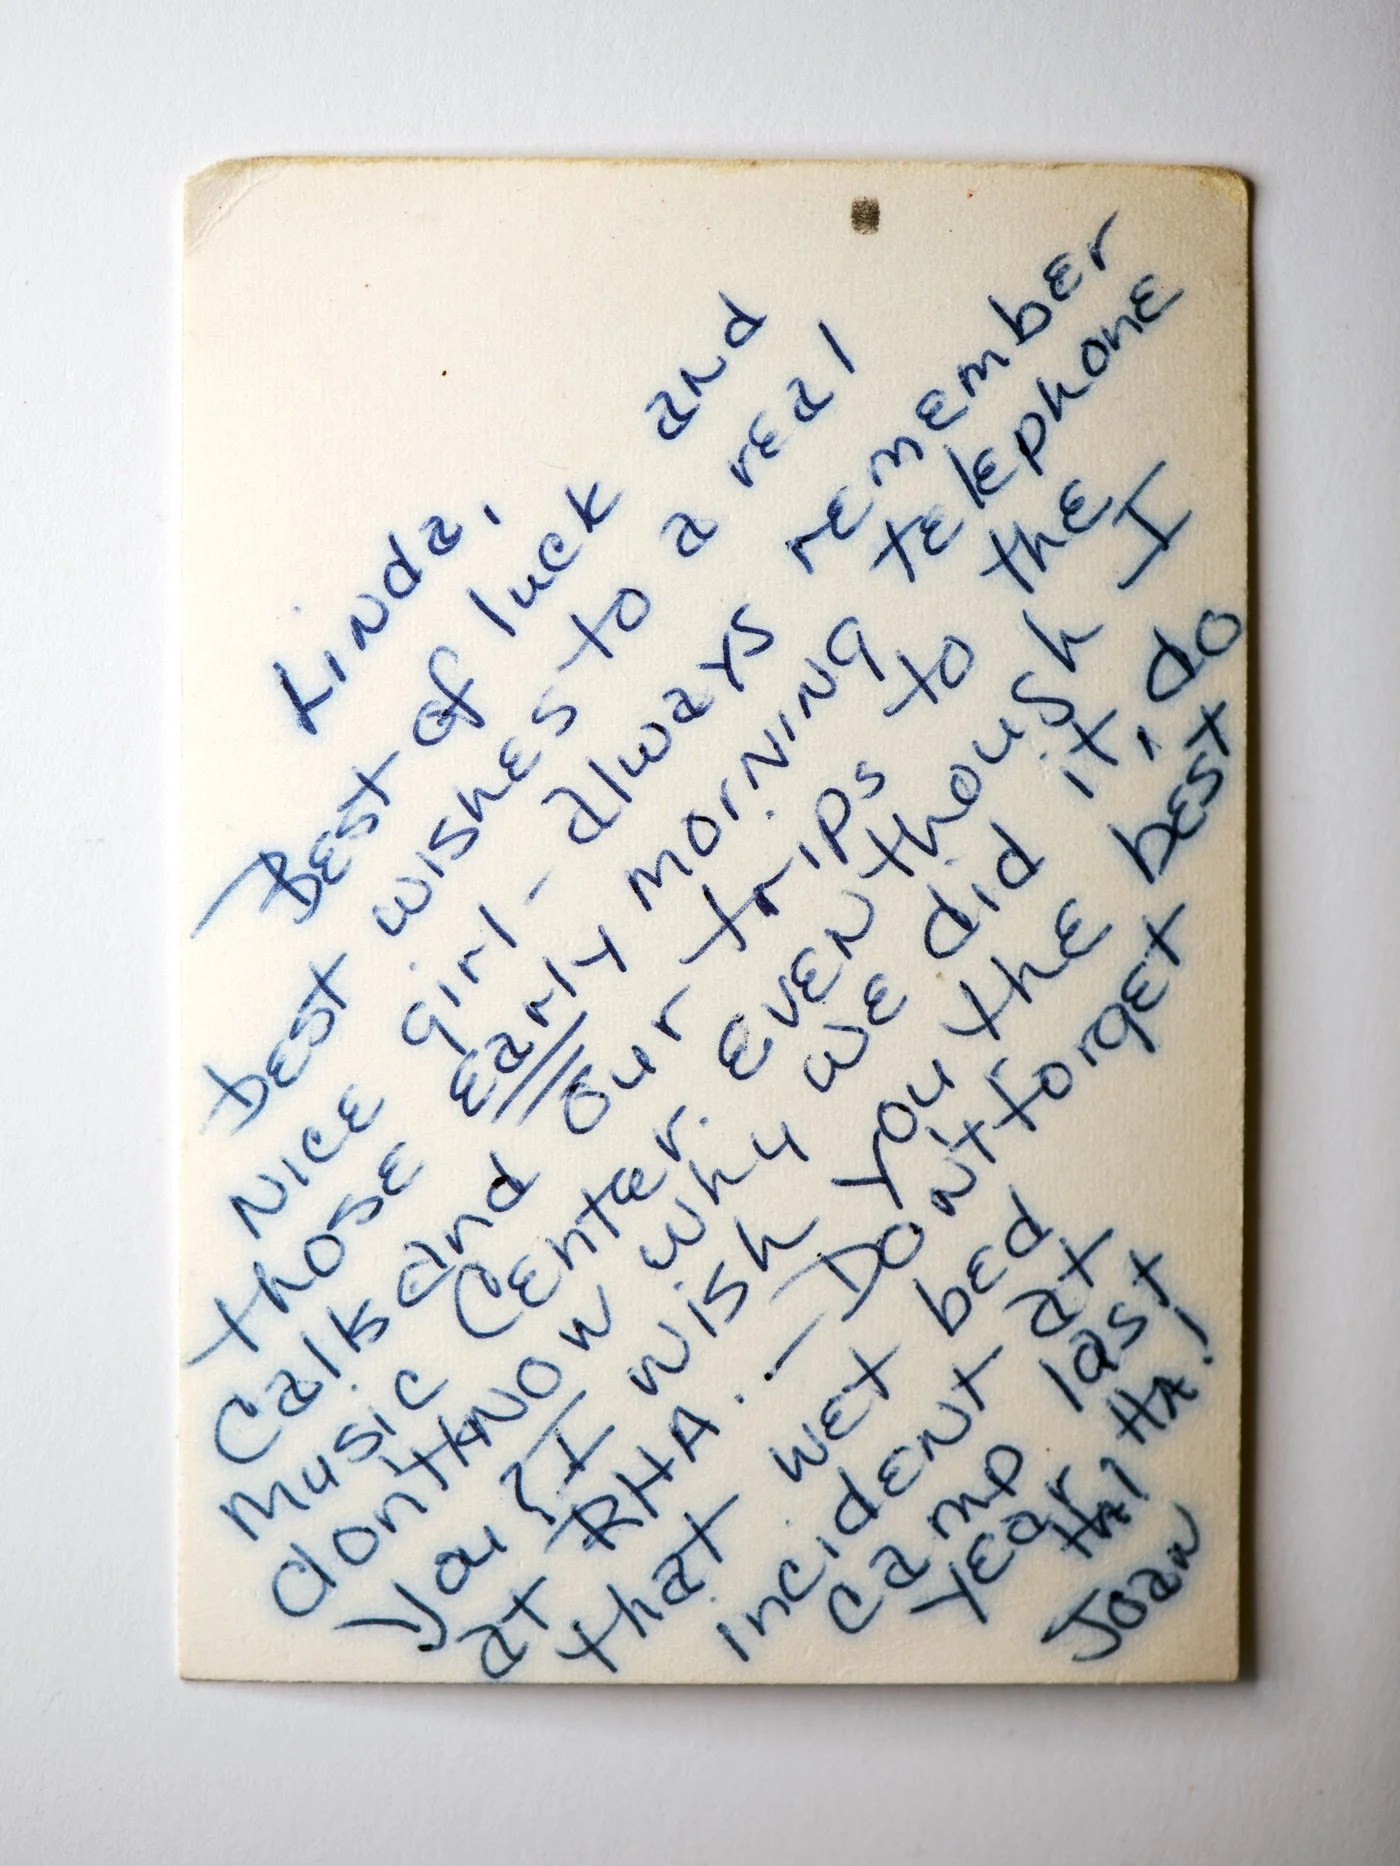 Linda,
Best of luck and
best wishes to a real
nice girl - always remember
those early morning telephone
calls and our trips to the
music center. Even though I
don't know why we did it, do
you? I wish you the best
at RHA. - Don't forget
that wet bed
incident at
camp last
year Ha! Ha!
Joan